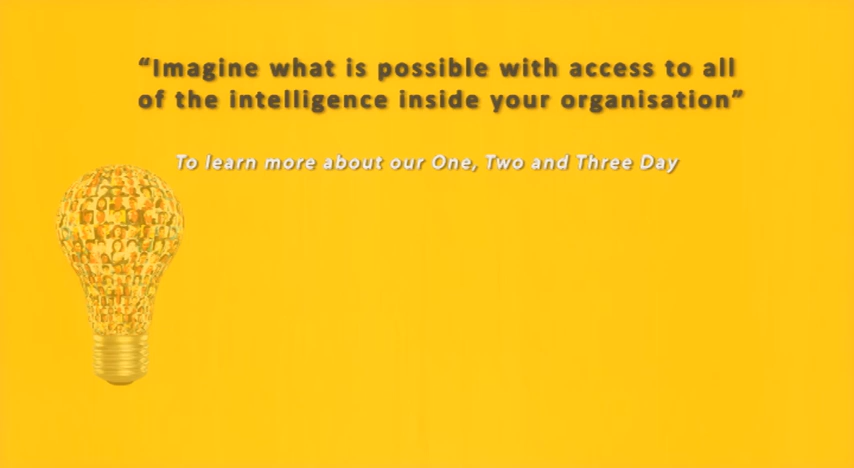 “Imagine what is possible with access to all
of the intelligence inside your organisation”
To learn more about our One, Two and Three Day